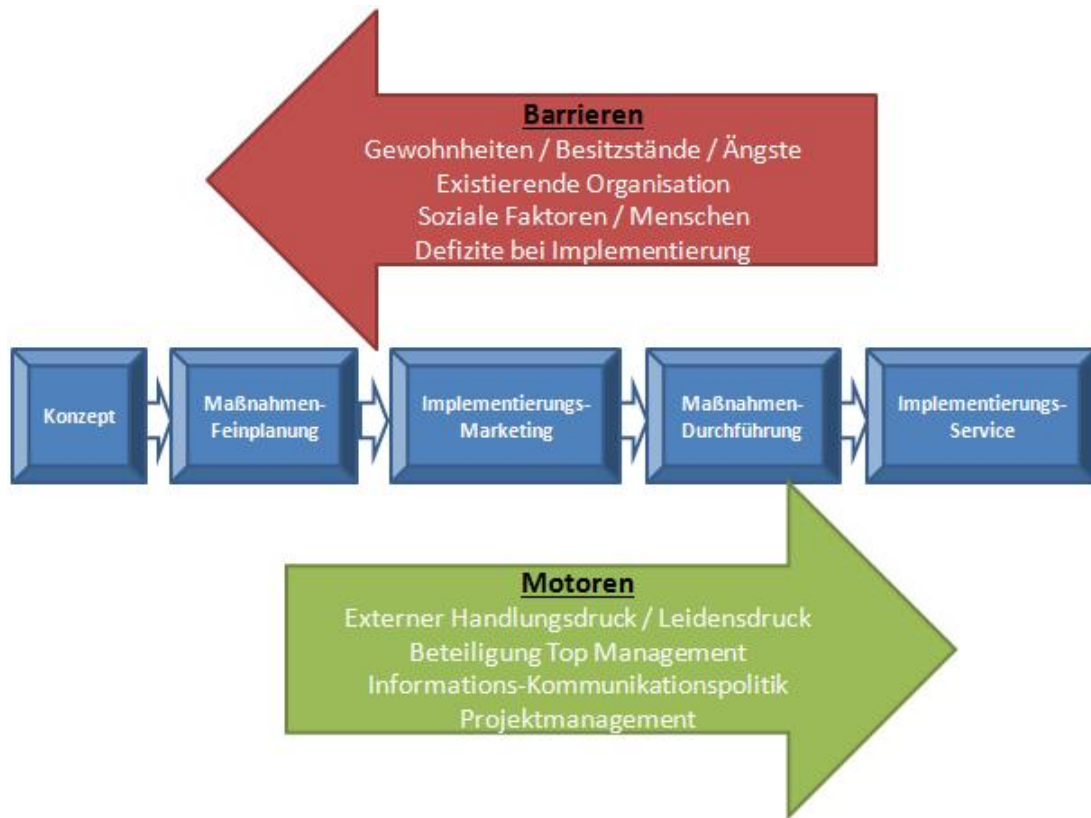 Barrieren
Gewohnheiten / Besitzstände / Ängste
Existierende Organisation
Soziale Faktoren / Menschen
Defizite bei Implementierung
Konzept
Maßnahmen-
Feinplanung
Implementierungs-
Marketing
Maßnahmen-
Durchführung
Implementierungs-
Service
Motoren
Externer Handlungsdruck / Leidensdruck
Beteiligung Top Management
Informations-Kommunikationspolitik
Projektmanagement